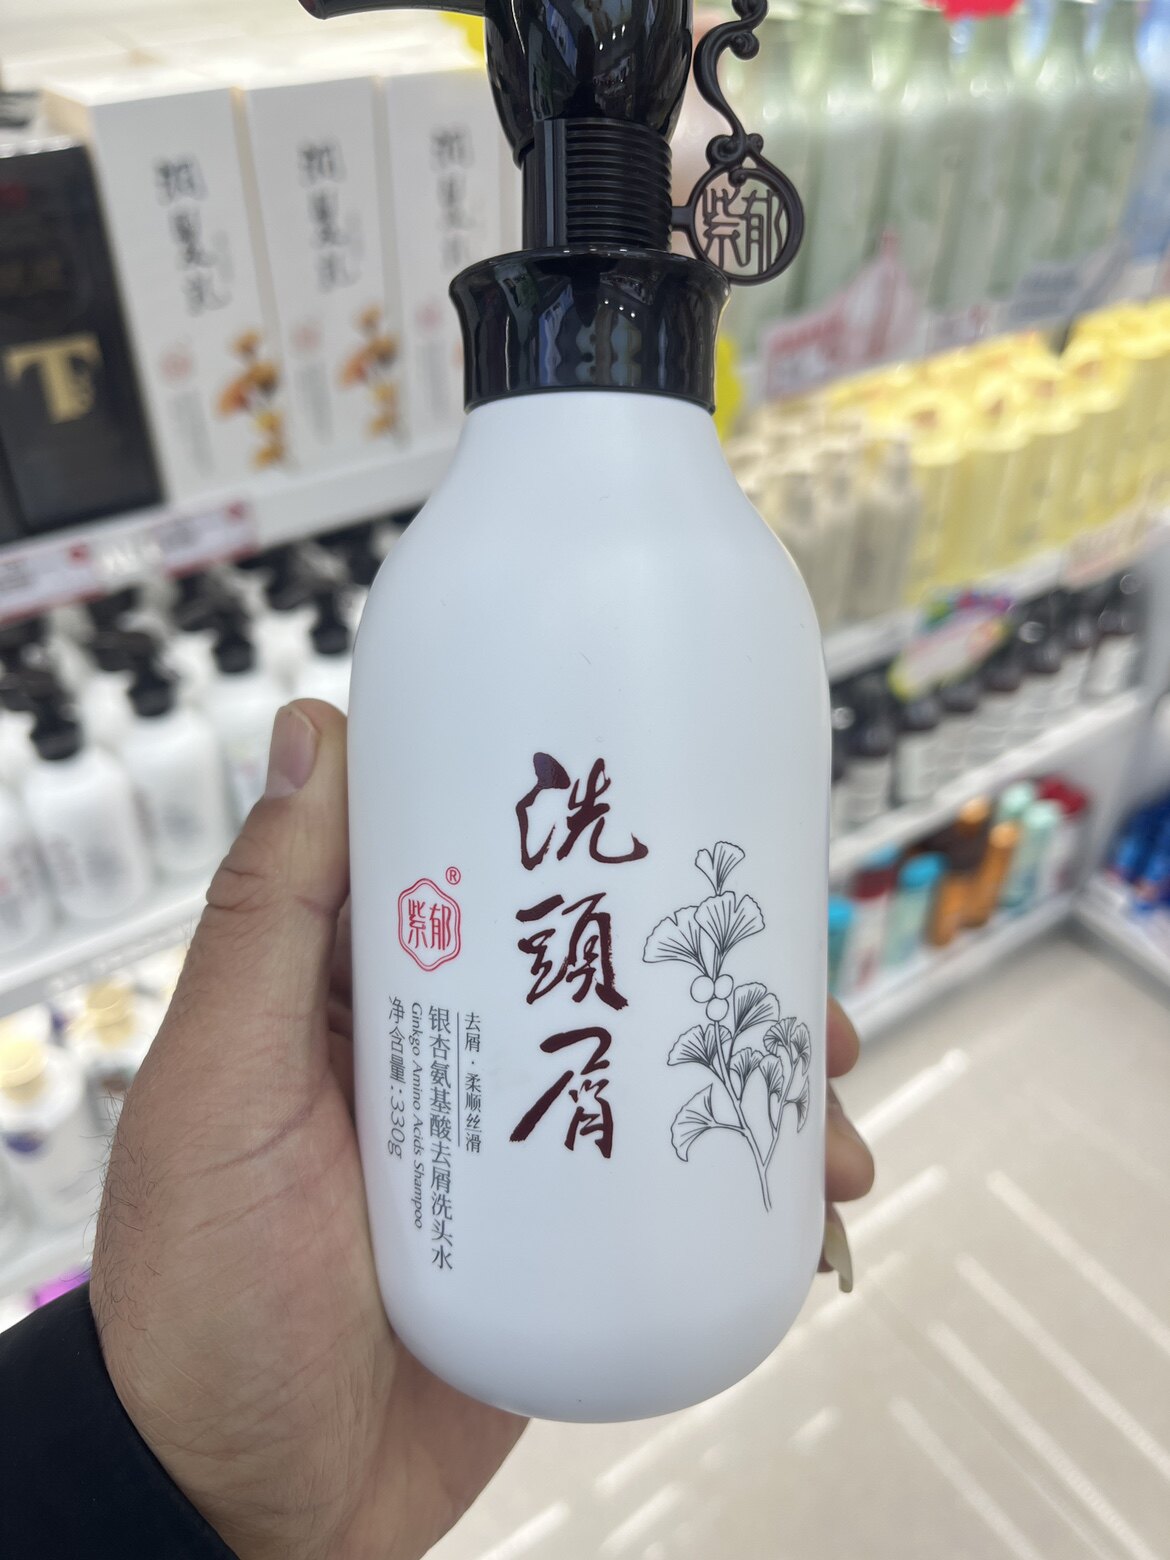 紫郁
洗頭屑
紫郁®
去屑·柔顺丝滑
银杏氨基酸去屑洗头水
Ginkgo Amino Acids Shampoo
净含量:330g
T